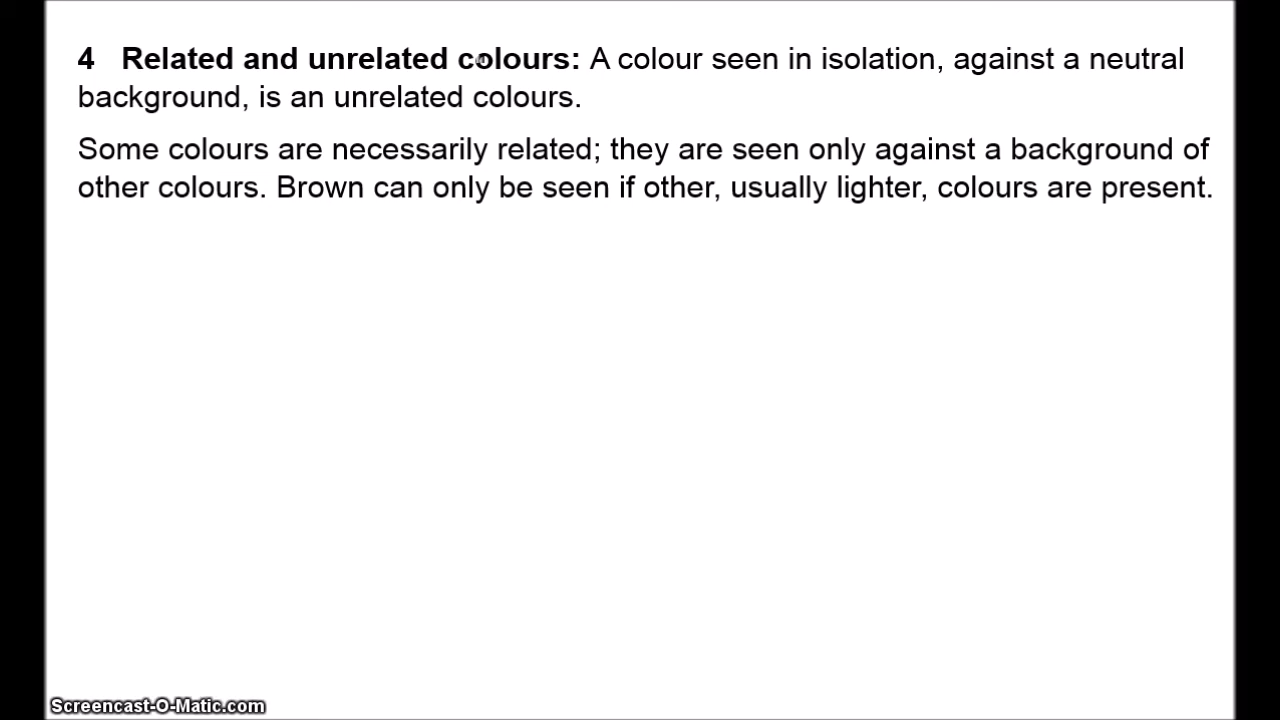 4 Related and unrelated colours: A colour seen in isolation, against a neutral
background, is an unrelated colours.
Some colours are necessarily related; they are seen only against a background of
other colours. Brown can only be seen if other, usually lighter, colours are present.
Screencast-O-Matic.com